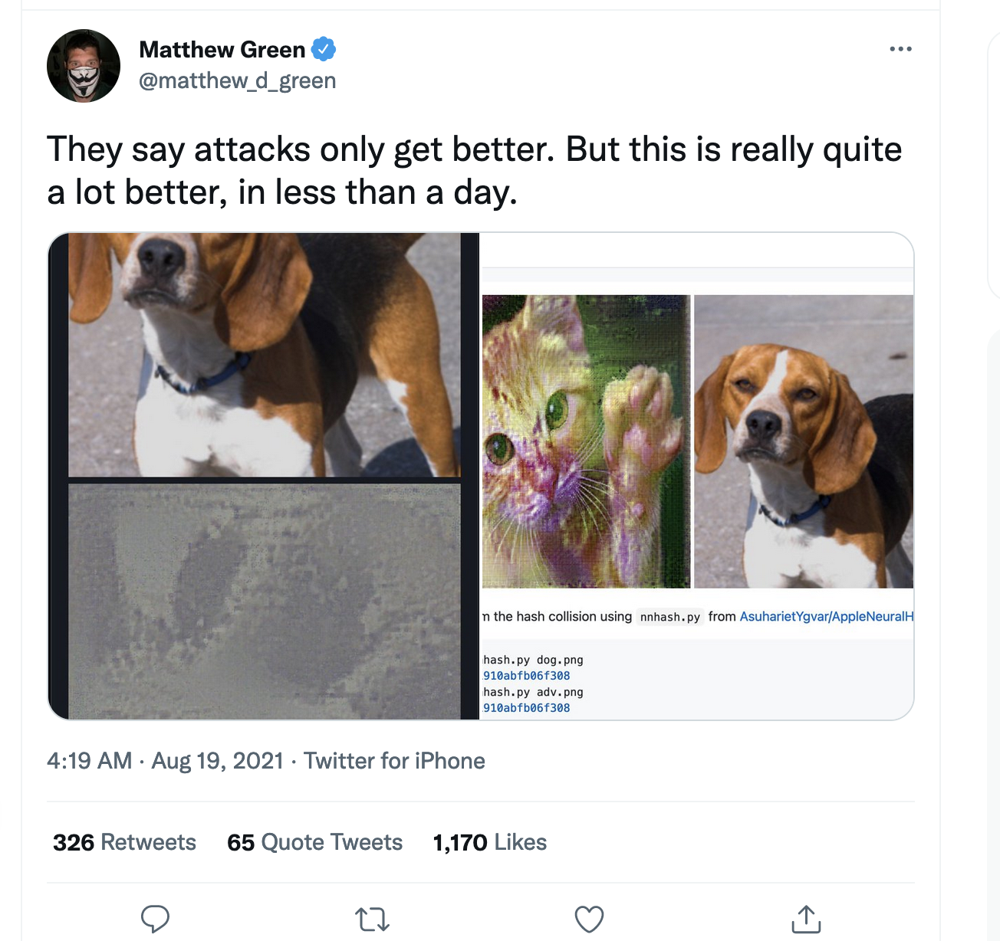 Matthew Green
@matthew_d_green
They say attacks only get better. But this is really quite
a lot better, in less than a day.
the hash collision using nnhash.py from AsuharietYgvar/AppleNeuralH
hash.py dog.png
910abfb06f308
hash.py adv.png
910abfb06f308
4:19 AM · Aug 19, 2021 · Twitter for iPhone
326 Retweets 65 Quote Tweets 1,170 Likes